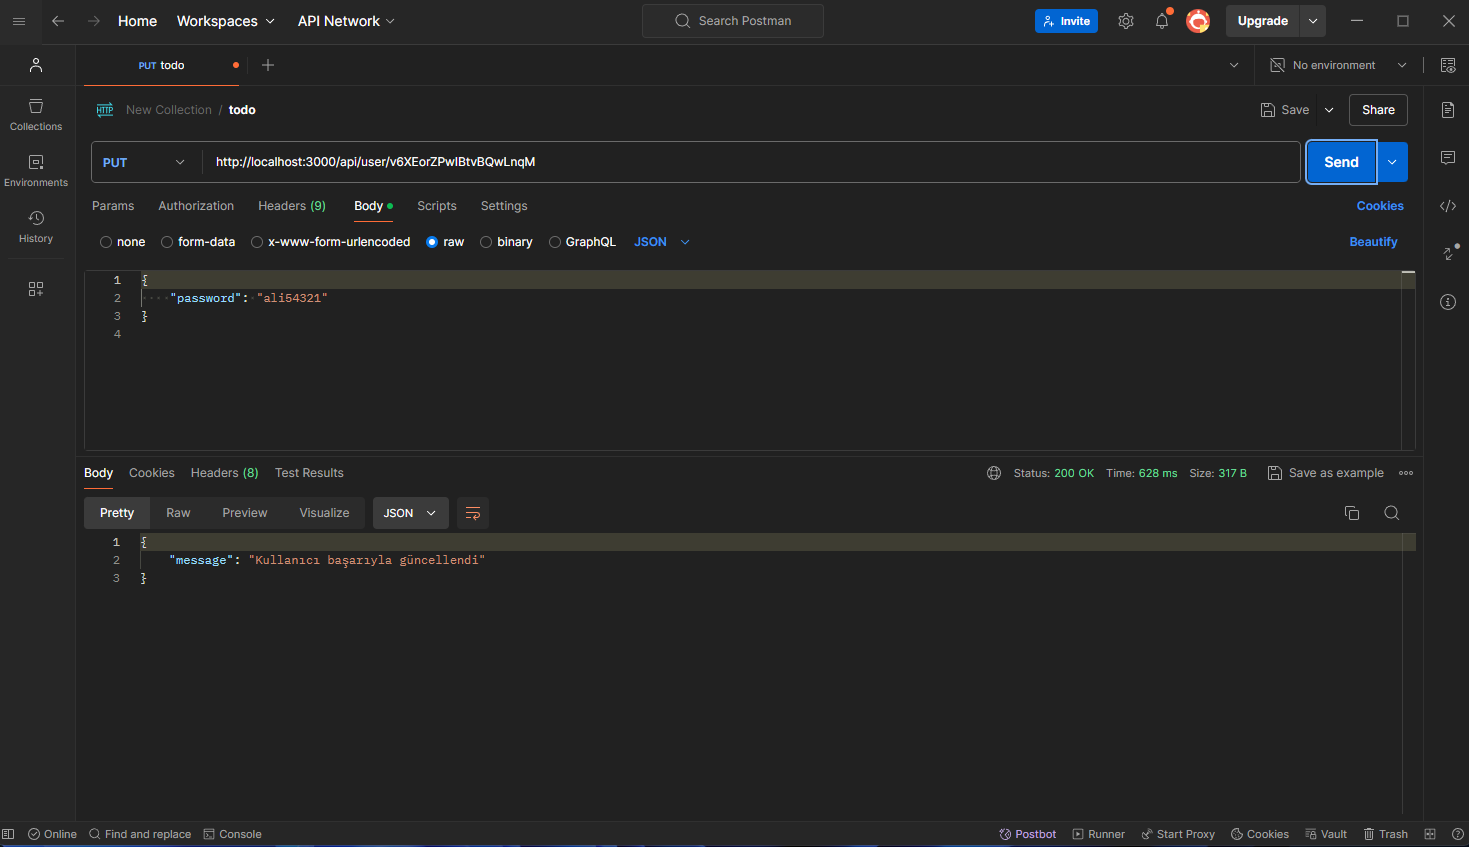 Home Workspaces API Network Search Postman Invite Upgrade
PUT todo No environment
New Collection / todo Save Share
PUT http://localhost:3000/api/user/v6XEorZPwIBtvBQwLnqM Send
Params Authorization Headers (9) Body Scripts Settings Cookies
none form-data x-www-form-urlencoded raw binary GraphQL JSON Beautify
Collections
Environments
History
1 {
2 "password": "ali54321"
3 }
4
Body Cookies Headers (8) Test Results Status: 200 OK Time: 628 ms Size: 317 B Save as example
Pretty Raw Preview Visualize JSON
1 {
2 "message": "Kullanıcı başarıyla güncellendi"
3 }
Online Find and replace Console Postbot Runner Start Proxy Cookies Vault Trash